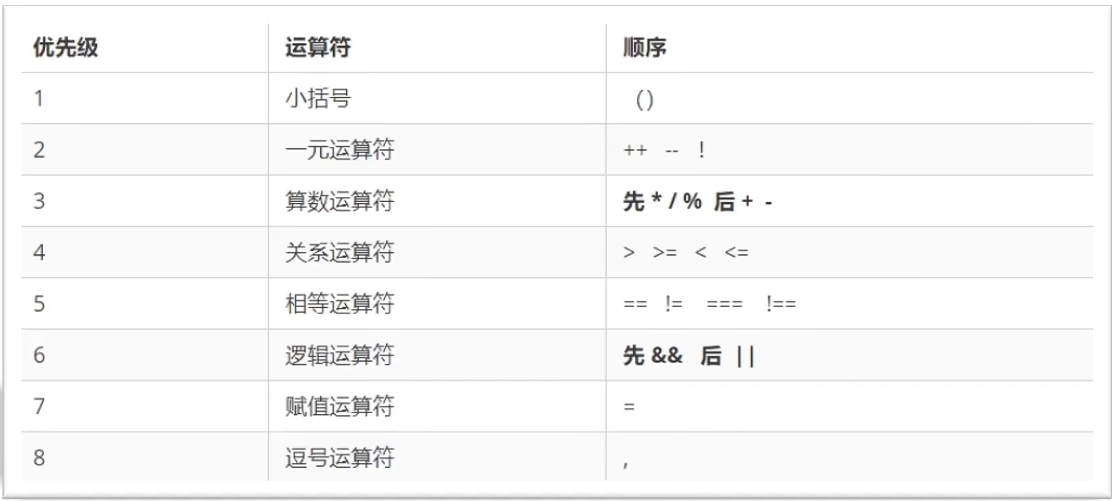 优先级 运算符 顺序
1 小括号 （）
2 一元运算符 ++ -- !
3 算数运算符 先 * / % 后 + -
4 关系运算符 > >= < <=
5 相等运算符 == != === !==
6 逻辑运算符 先 && 后 ||
7 赋值运算符 =
8 逗号运算符 ,